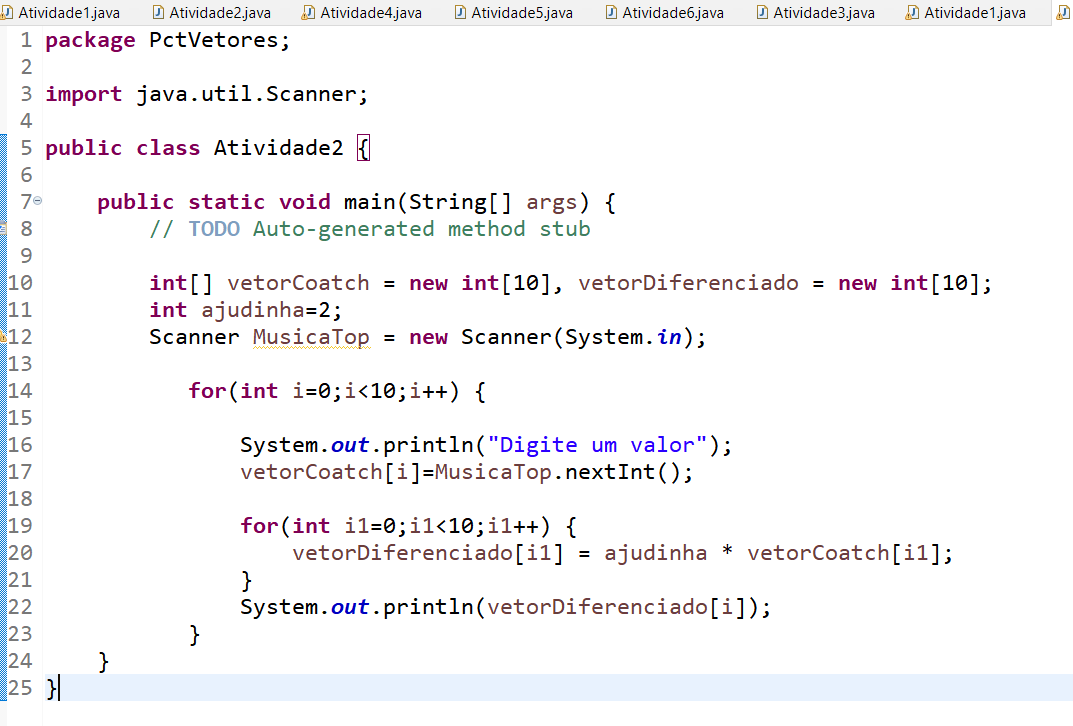 Atividade1.java Atividade2.java Atividade4.java Atividade5.java Atividade6.java Atividade3.java Atividade1.java
1 package PctVetores;
2
3 import java.util.Scanner;
4
5 public class Atividade2 {
6
7     public static void main(String[] args) {
8         // TODO Auto-generated method stub
9
10         int[] vetorCoatch = new int[10], vetorDiferenciado = new int[10];
11         int ajudinha=2;
12         Scanner MusicaTop = new Scanner(System.in);
13
14            for(int i=0;i<10;i++) {
15
16                System.out.println("Digite um valor");
17                vetorCoatch[i]=MusicaTop.nextInt();
18
19                for(int i1=0;i1<10;i1++) {
20                    vetorDiferenciado[i1] = ajudinha * vetorCoatch[i1];
21                }
22                System.out.println(vetorDiferenciado[i]);
23            }
24     }
25 }